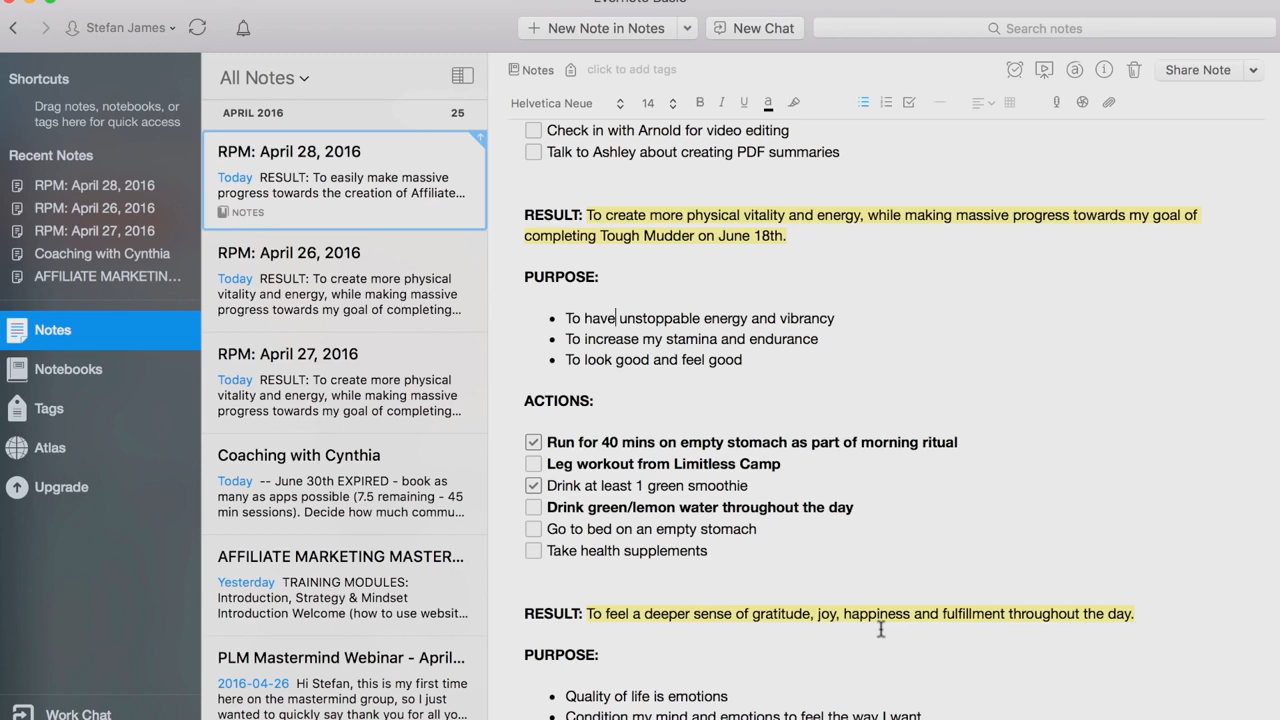 Stefan James
New Note in Notes
New Chat
Search notes
Shortcuts
Drag notes, notebooks, or
tags here for quick access
Recent Notes
RPM: April 28, 2016
RPM: April 26, 2016
RPM: April 27, 2016
Coaching with Cynthia
AFFILIATE MARKETIN...
Notes
Notebooks
Tags
Atlas
Upgrade
Work Chat
All Notes
APRIL 2016 25
RPM: April 28, 2016
Today RESULT: To easily make massive
progress towards the creation of Affiliate...
NOTES
RPM: April 26, 2016
Today RESULT: To create more physical
vitality and energy, while making massive
progress towards my goal of completing...
RPM: April 27, 2016
Today RESULT: To create more physical
vitality and energy, while making massive
progress towards my goal of completing...
Coaching with Cynthia
Today -- June 30th EXPIRED - book as
many as apps possible (7.5 remaining - 45
min sessions). Decide how much commu...
AFFILIATE MARKETING MASTER...
Yesterday TRAINING MODULES:
Introduction, Strategy & Mindset
Introduction Welcome (how to use websit...
PLM Mastermind Webinar - April...
2016-04-26 Hi Stefan, this is my first time
here on the mastermind group, so I just
wanted to quickly say thank you for all yo...
Notes click to add tags
Share Note
Helvetica Neue 14 B I U a
Check in with Arnold for video editing
Talk to Ashley about creating PDF summaries
RESULT: To create more physical vitality and energy, while making massive progress towards my goal of
completing Tough Mudder on June 18th.
PURPOSE:
• To have unstoppable energy and vibrancy
• To increase my stamina and endurance
• To look good and feel good
ACTIONS:
Run for 40 mins on empty stomach as part of morning ritual
Leg workout from Limitless Camp
Drink at least 1 green smoothie
Drink green/lemon water throughout the day
Go to bed on an empty stomach
Take health supplements
RESULT: To feel a deeper sense of gratitude, joy, happiness and fulfillment throughout the day.
PURPOSE:
• Quality of life is emotions
• Condition my mind and emotions to feel the way I want